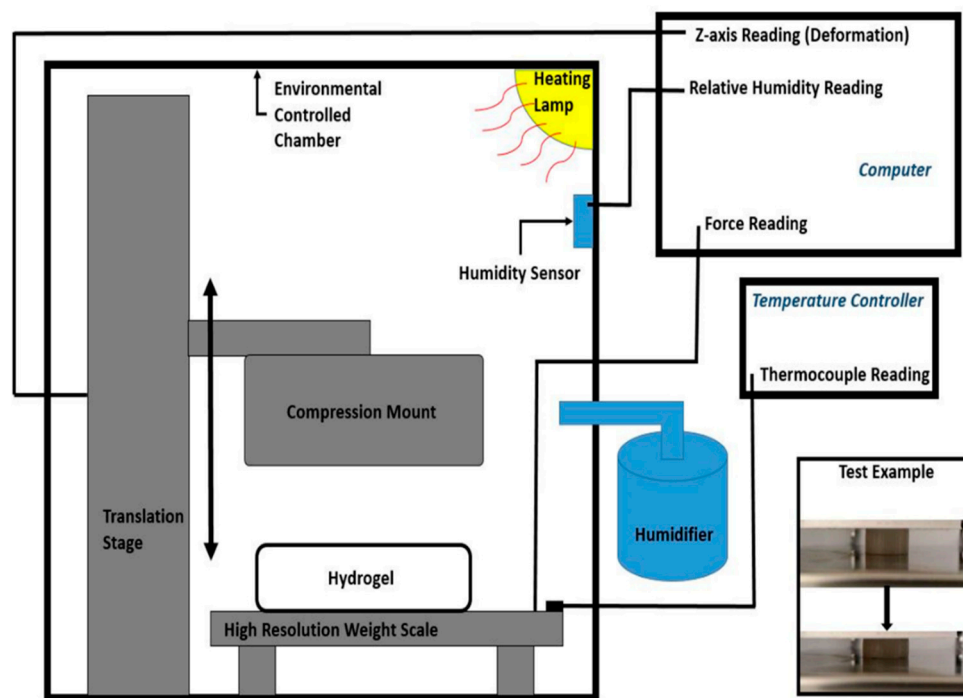 Z-axis Reading (Deformation)
Relative Humidity Reading
Computer
Force Reading
Environmental
Controlled
Chamber
Heating
Lamp
Humidity Sensor
Temperature Controller
Thermocouple Reading
Compression Mount
Translation
Stage
Humidifier
Test Example
Hydrogel
High Resolution Weight Scale